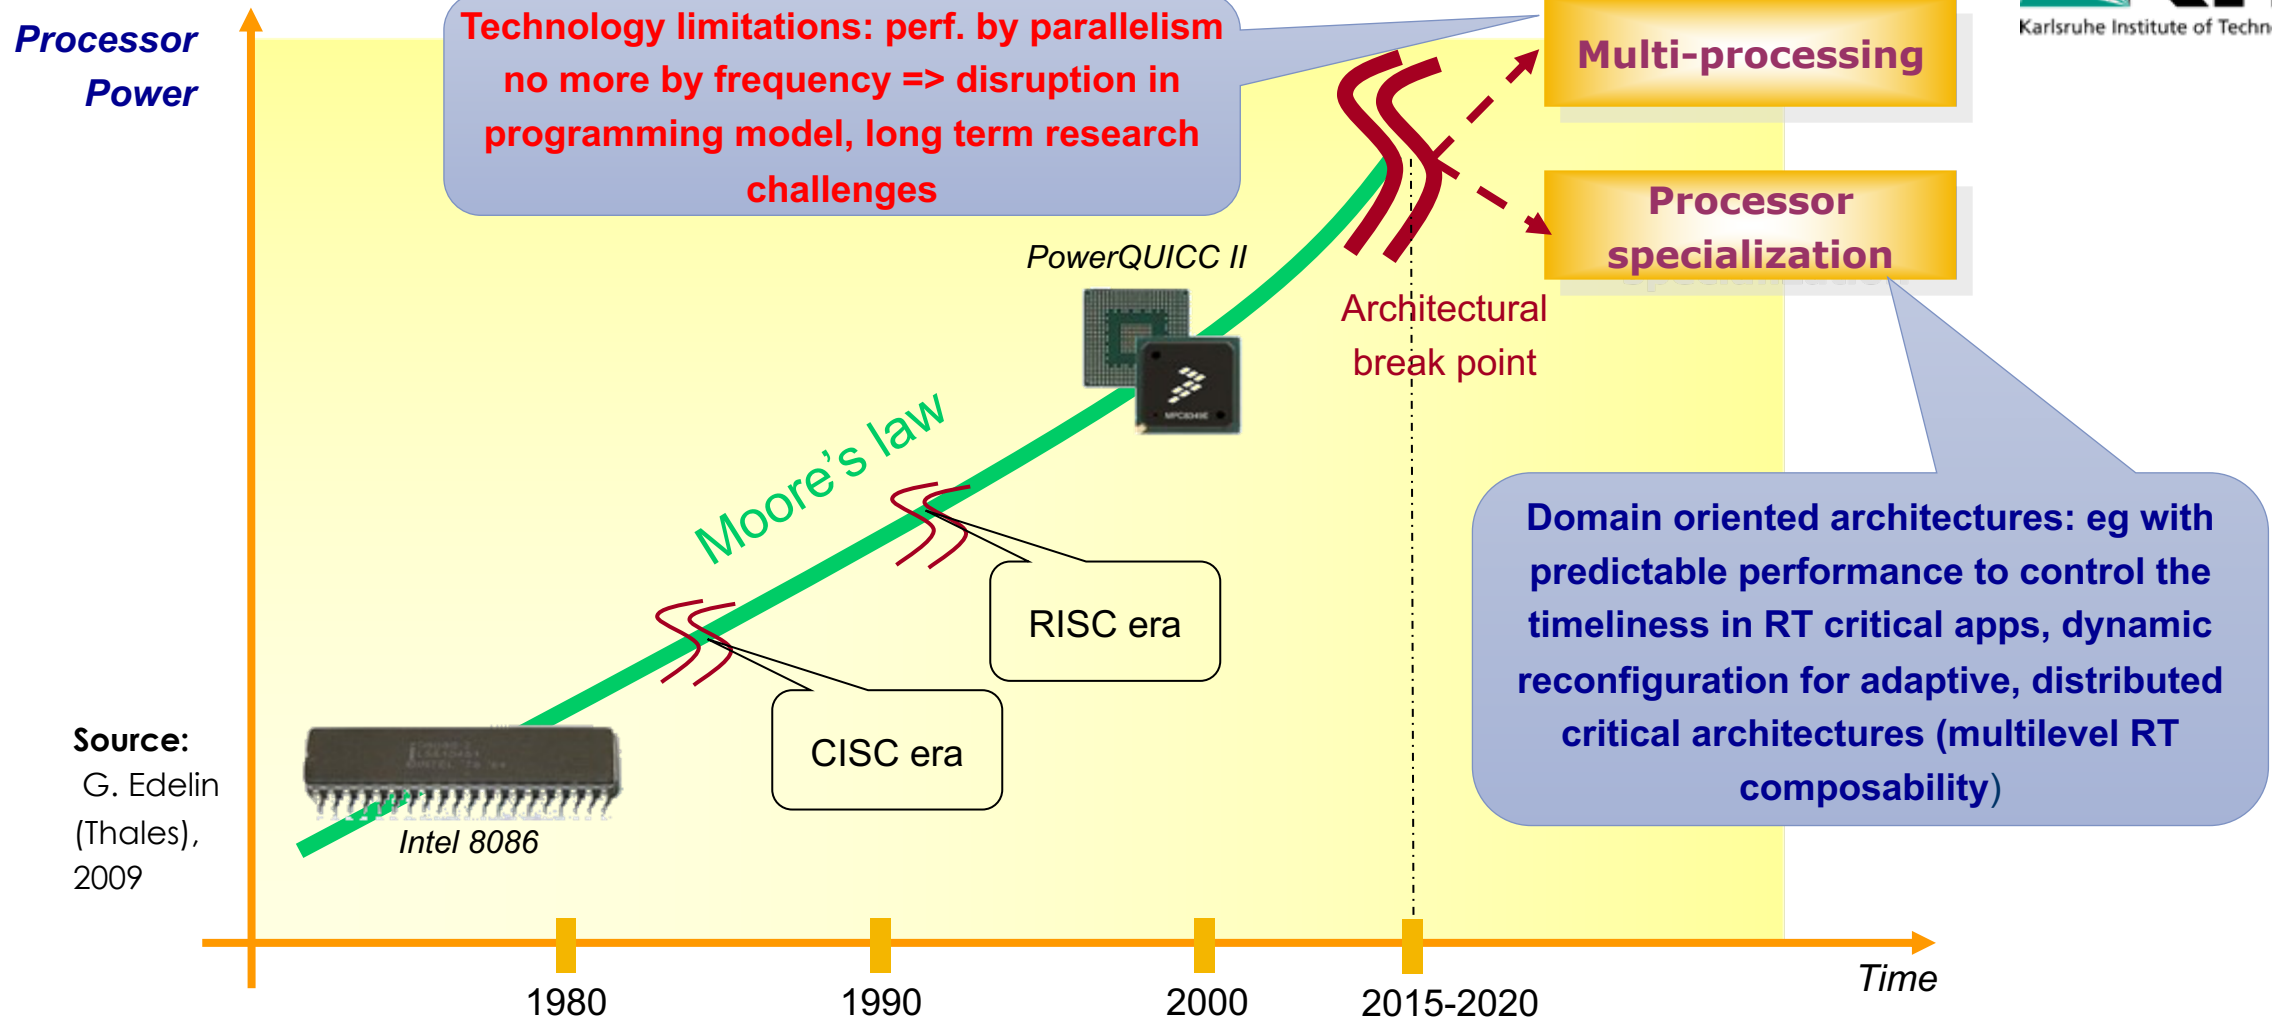 Processor
Power
Technology limitations: perf. by parallelism
no more by frequency => disruption in
programming model, long term research
challenges
Multi-processing
Karlsruhe Institute of Techn
Processor
specialization
PowerQUICC II
MPC8349E
Architectural
break point
Moore's law
RISC era
CISC era
Domain oriented architectures: eg with
predictable performance to control the
timeliness in RT critical apps, dynamic
reconfiguration for adaptive, distributed
critical architectures (multilevel RT
composability)
Source:
G. Edelin
(Thales),
2009
Intel 8086
Time
1980
1990
2000
2015-2020